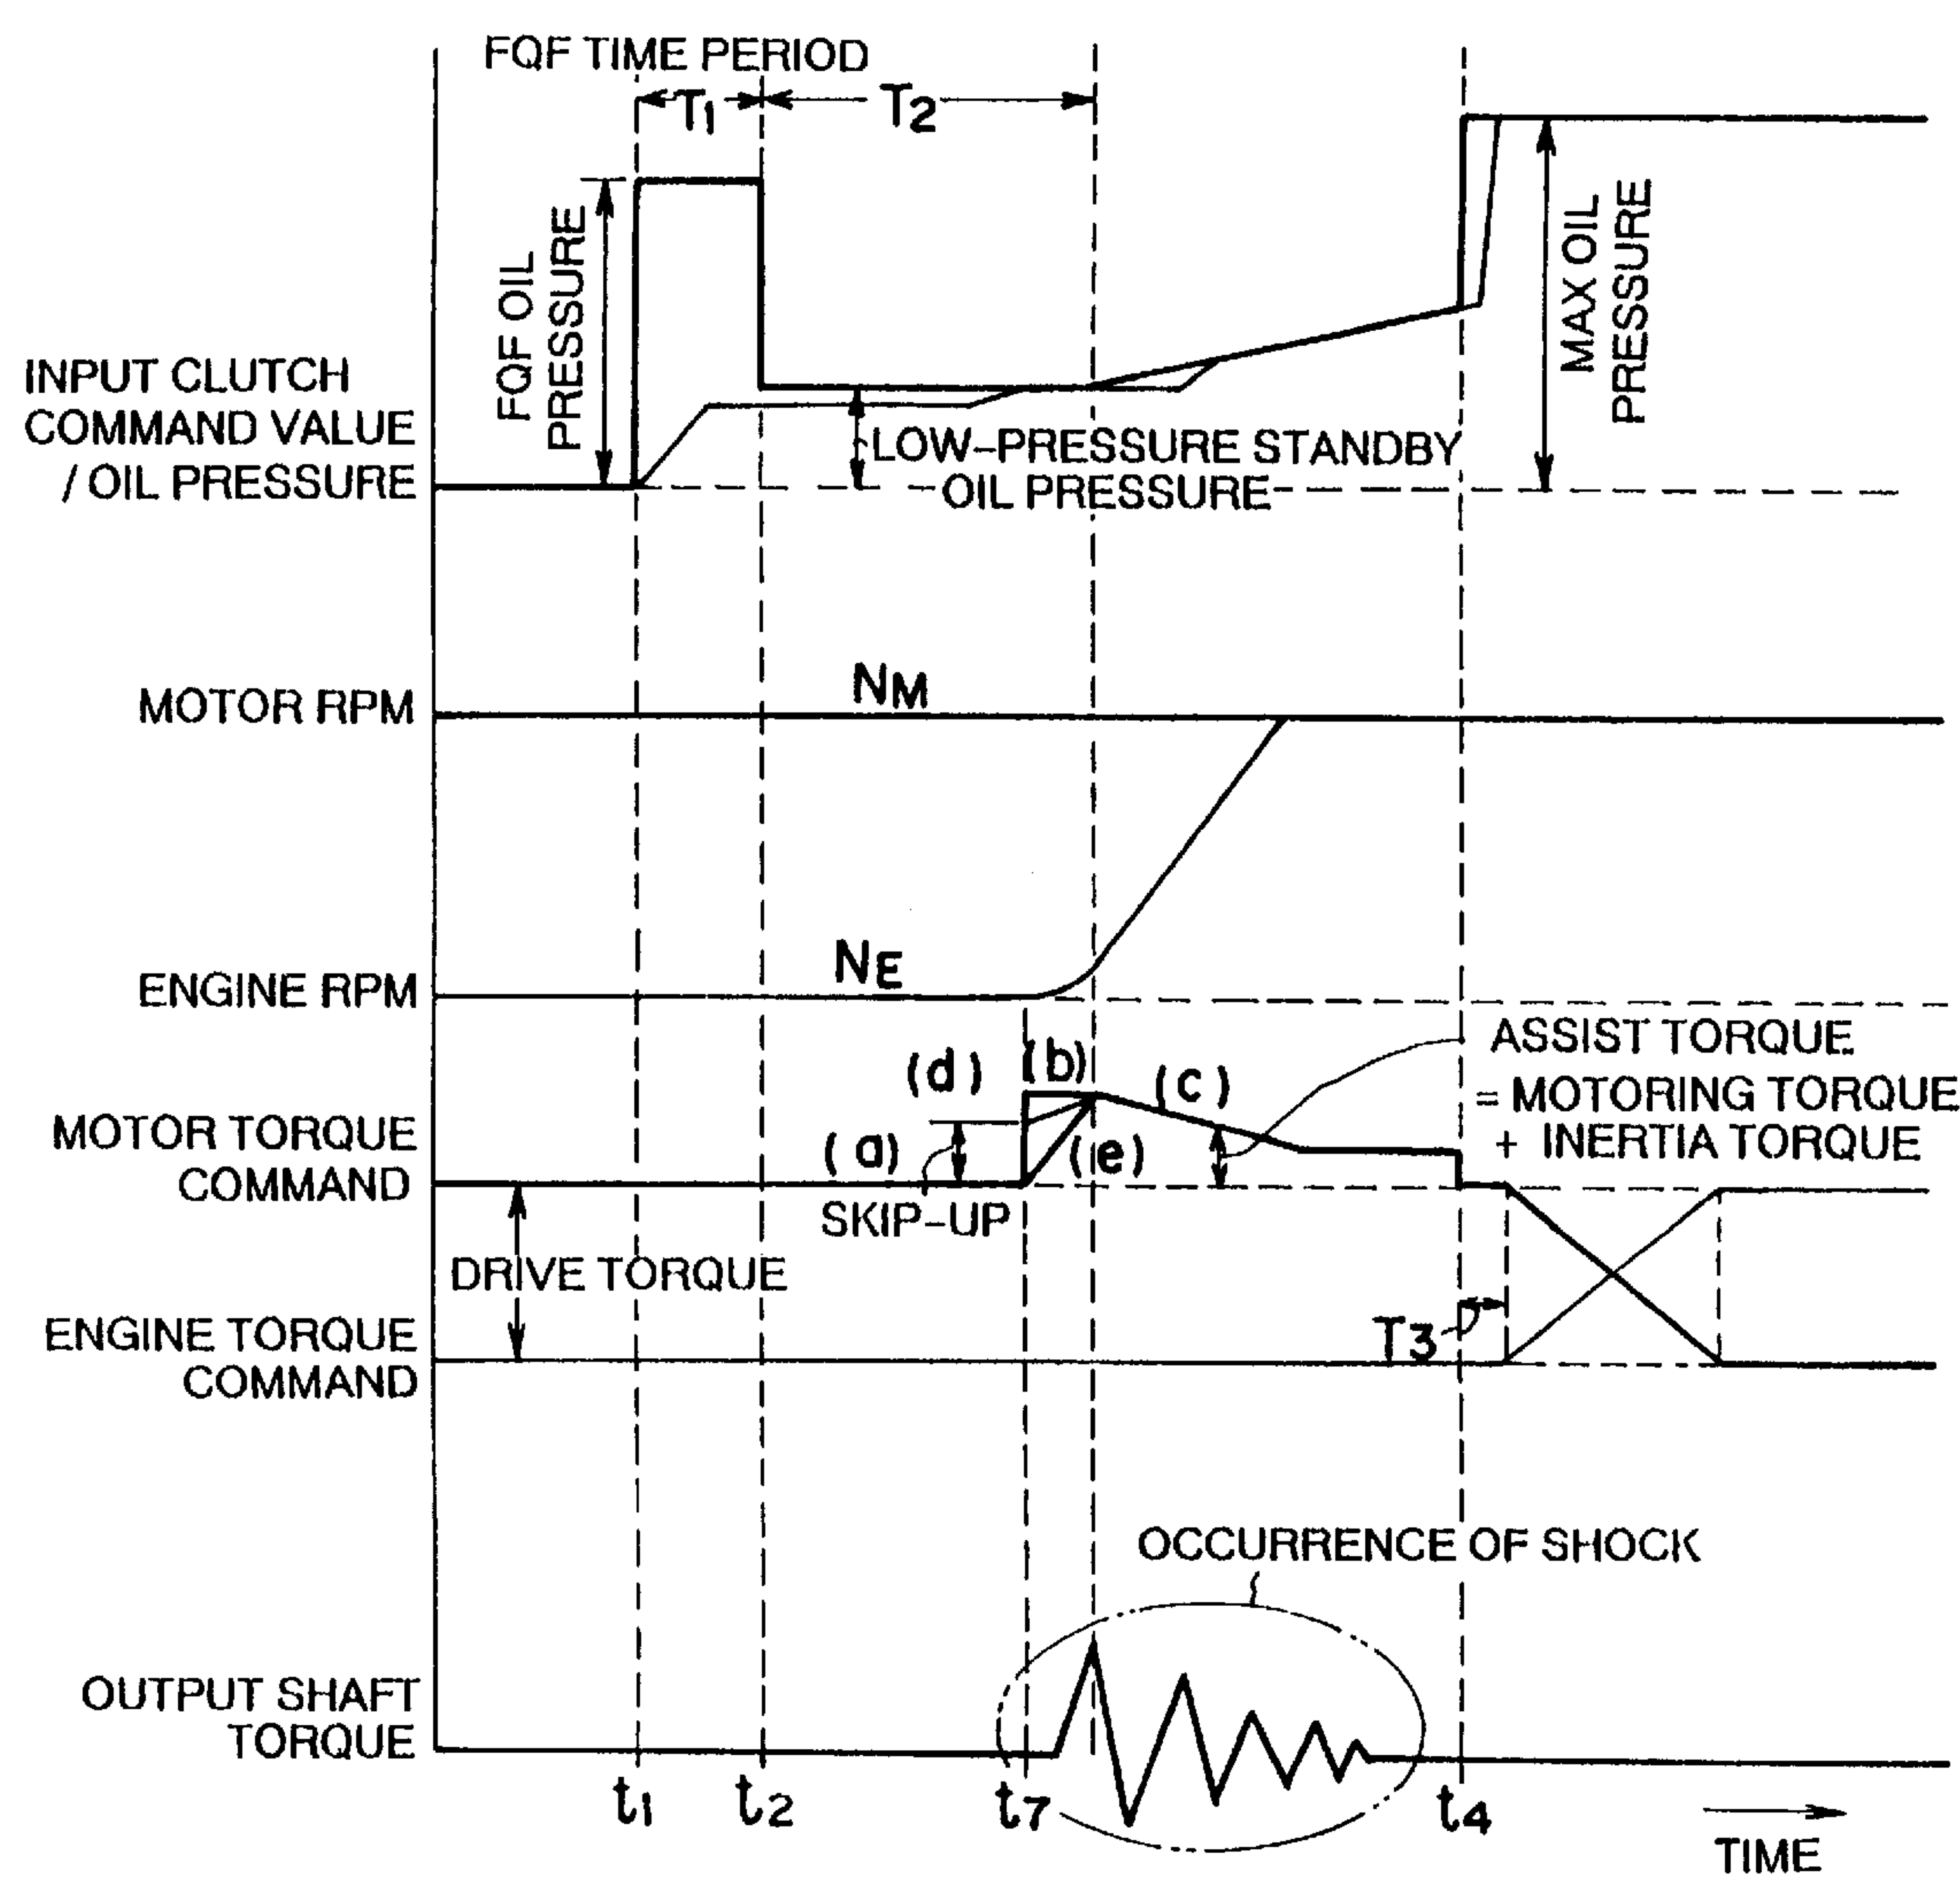 FQF TIME PERIOD
T1
T2
FQF OIL
PRESSURE
MAX OIL
PRESSURE
INPUT CLUTCH
COMMAND VALUE
/ OIL PRESSURE
LOW-PRESSURE STANDBY
OIL PRESSURE
MOTOR RPM
NM
ENGINE RPM
NE
ASSIST TORQUE
= MOTORING TORQUE
+ INERTIA TORQUE
(d)
(b)
(c)
(a)
(e)
MOTOR TORQUE
COMMAND
SKIP-UP
DRIVE TORQUE
ENGINE TORQUE
COMMAND
T3
OCCURRENCE OF SHOCK
OUTPUT SHAFT
TORQUE
t1
t2
t7
t4
TIME